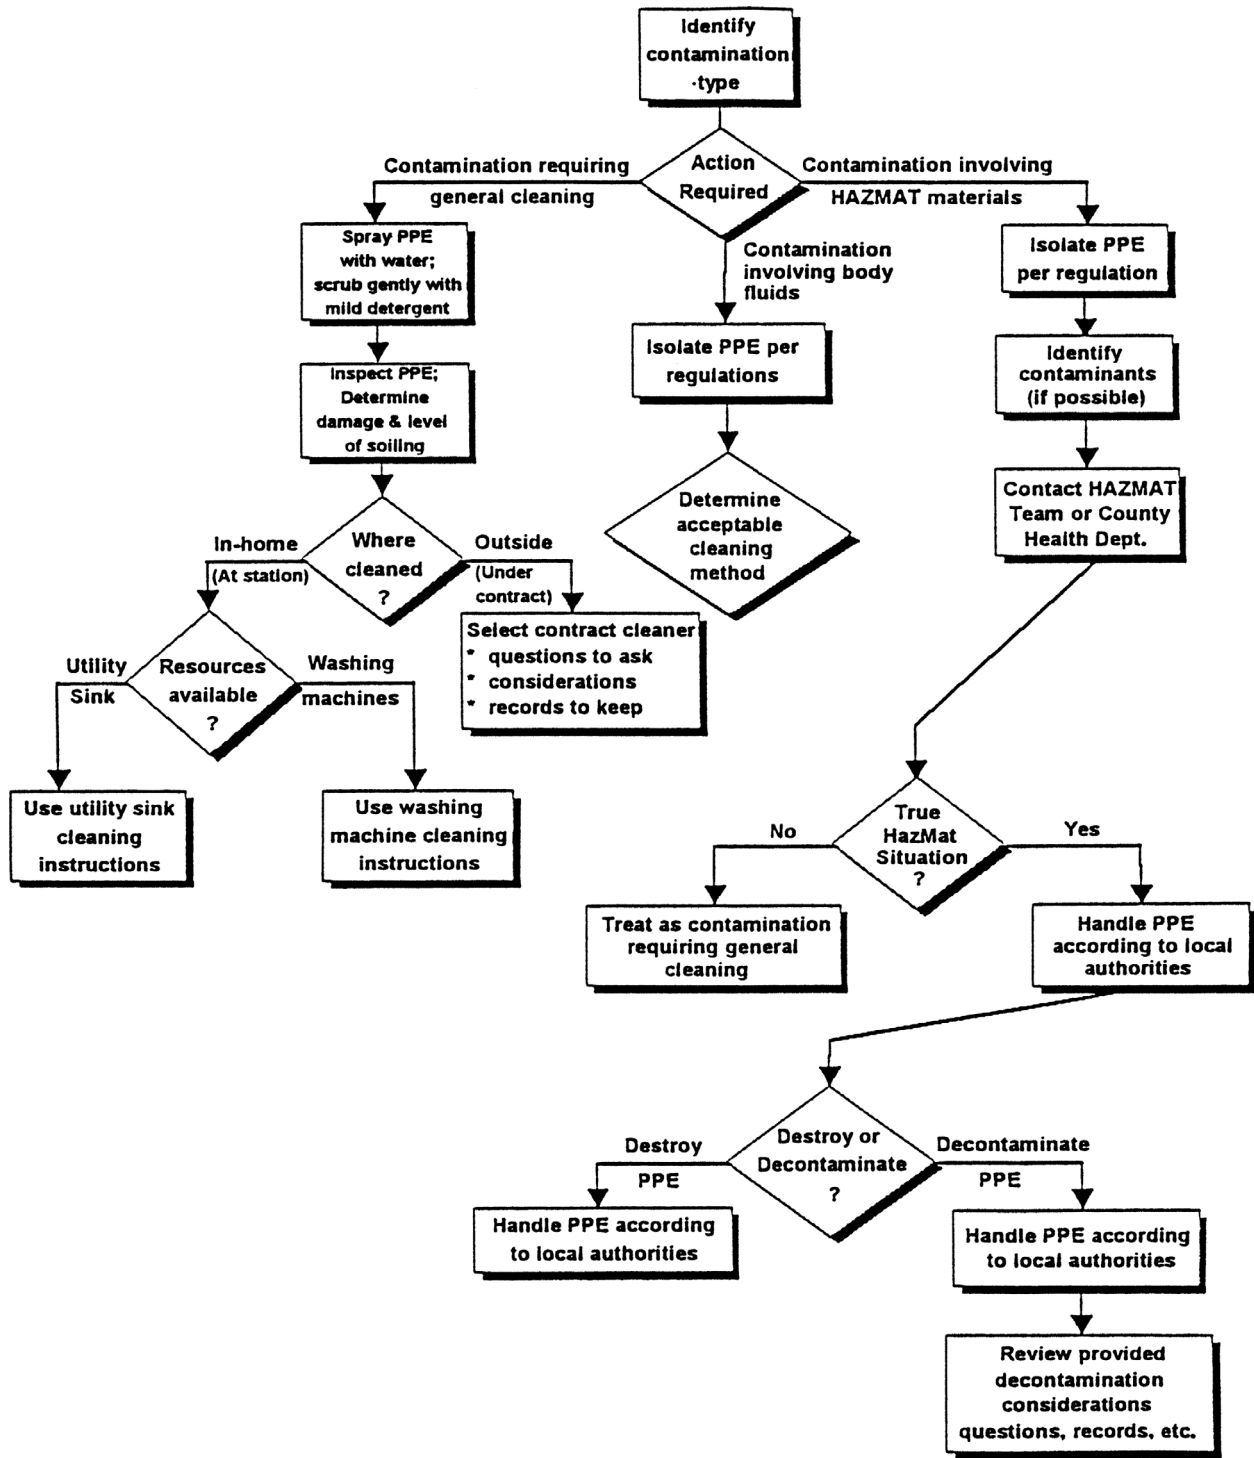 Identify
contamination
·type
Action
Required
Contamination requiring
general cleaning
Contamination involving
HAZMAT materials
Contamination
involving body
fluids
Spray PPE
with water;
scrub gently with
mild detergent
Isolate PPE
per regulation
Isolate PPE per
regulations
Identify
contaminants
(if possible)
Inspect PPE;
Determine
damage & level
of soiling
Contact HAZMAT
Team or County
Health Dept.
Determine
acceptable
cleaning
method
Where
cleaned
?
In-home
(At station)
Outside
(Under
contract)
Select contract cleaner
* questions to ask
* considerations
* records to keep
Resources
available
?
Utility
Sink
Washing
machines
Use utility sink
cleaning
instructions
Use washing
machine cleaning
instructions
True
HazMat
Situation
?
No
Yes
Treat as contamination
requiring general
cleaning
Handle PPE
according to local
authorities
Destroy or
Decontaminate
?
Destroy
PPE
Decontaminate
PPE
Handle PPE according
to local authorities
Handle PPE according
to local authorities
Review provided
decontamination
considerations
questions, records, etc.